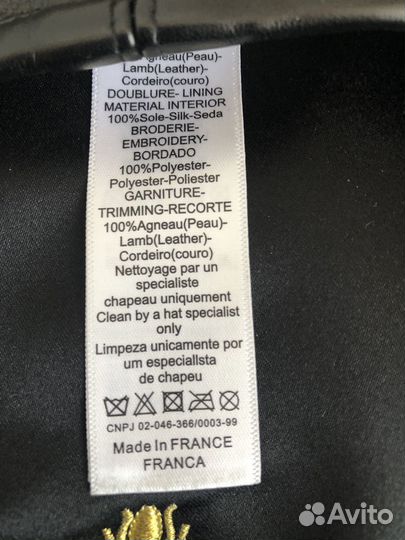 Agneau(Peau)-
Lamb(Leather)-
Cordeiro(couro)
DOUBLURE- LINING
MATERIAL INTERIOR
100%Soie-Silk-Seda
BRODERIE-
EMBROIDERY-
BORDADO
100%Polyester-
Polyester-Poliester
GARNITURE-
TRIMMING-RECORTE
100%Agneau(Peau)-
Lamb(Leather)-
Cordeiro(couro)
Nettoyage par un
specialiste
chapeau uniquement
Clean by a hat specialist
only
Limpeza unicamente por
um especiallsta
de chapeu
CNPJ 02-046-366/0003-99
Made In FRANCE
FRANCA
Avito